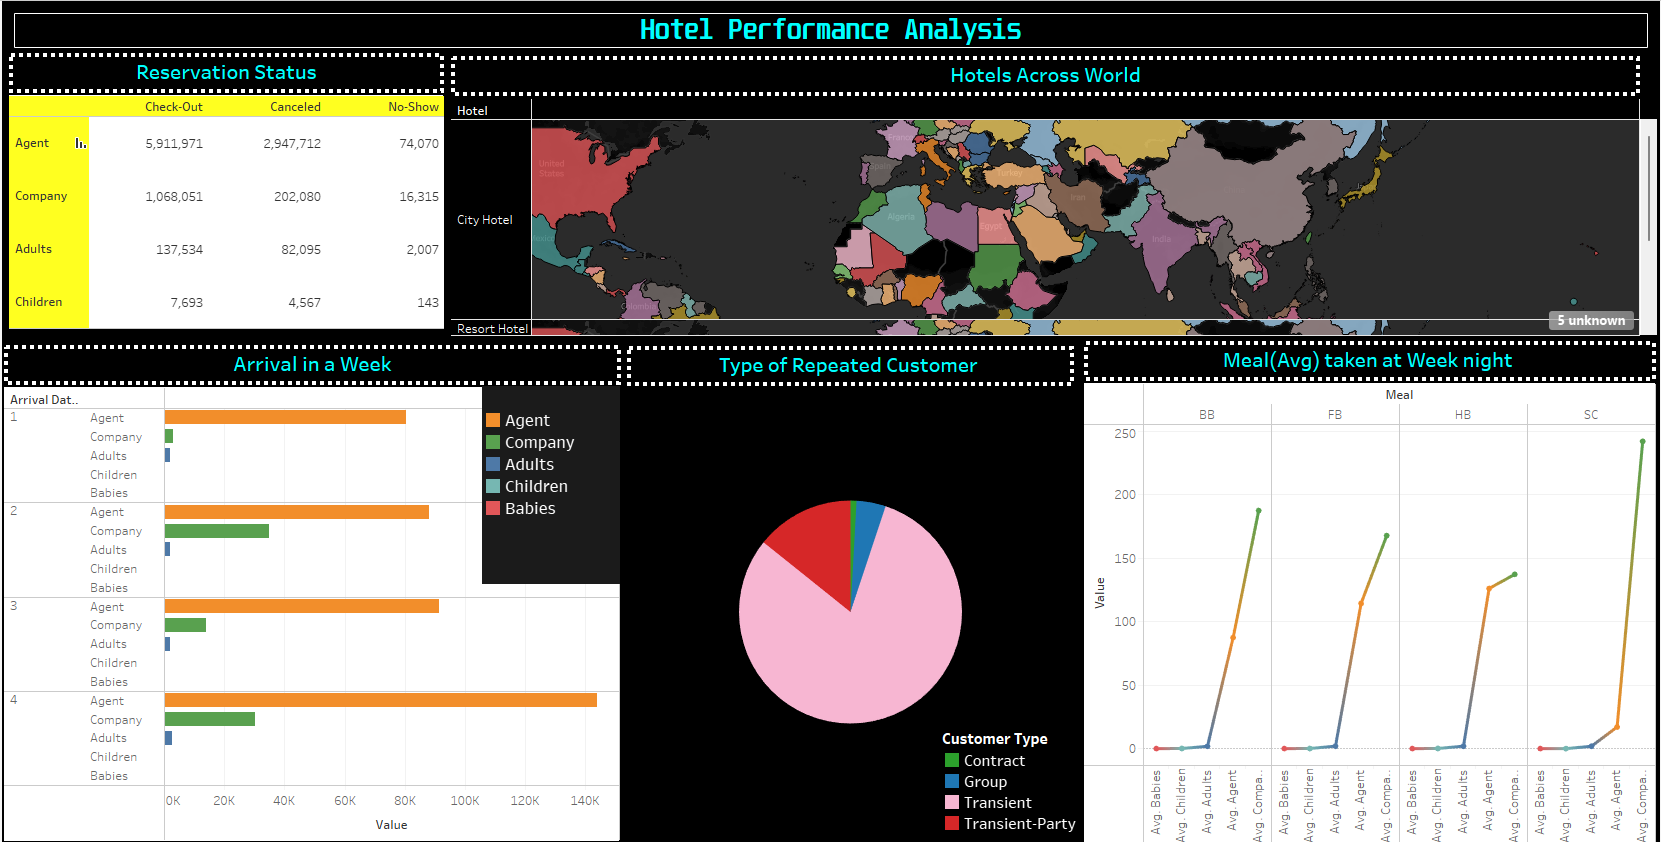 Hotel Performance Analysis
Reservation Status
Check-Out Canceled No-Show
Agent 5,911,971 2,947,712 74,070
Company 1,068,051 202,080 16,315
Adults 137,534 82,095 2,007
Children 7,693 4,567 143
Hotels Across World
Hotel
City Hotel
Resort Hotel
United
States
France
Turkey
Iran
Algeria
Egypt
India
5 unknown
Arrival in a Week
Arrival Dat..
1 Agent
Company
Adults
Children
Babies
2 Agent
Company
Adults
Children
Babies
3 Agent
Company
Adults
Children
Babies
4 Agent
Company
Adults
Children
Babies
0K 20K 40K 60K 80K 100K 120K 140K
Value
Agent
Company
Adults
Children
Babies
Type of Repeated Customer
Customer Type
Contract
Group
Transient
Transient-Party
Meal(Avg) taken at Week night
Meal
BB FB HB SC
250
200
150
100
50
0
Value
Avg. Babies
Avg. Children
Avg. Adults
Avg. Agent
Avg. Compa..
Avg. Babies
Avg. Children
Avg. Adults
Avg. Agent
Avg. Compa..
Avg. Babies
Avg. Children
Avg. Adults
Avg. Agent
Avg. Compa..
Avg. Babies
Avg. Children
Avg. Adults
Avg. Agent
Avg. Compa..